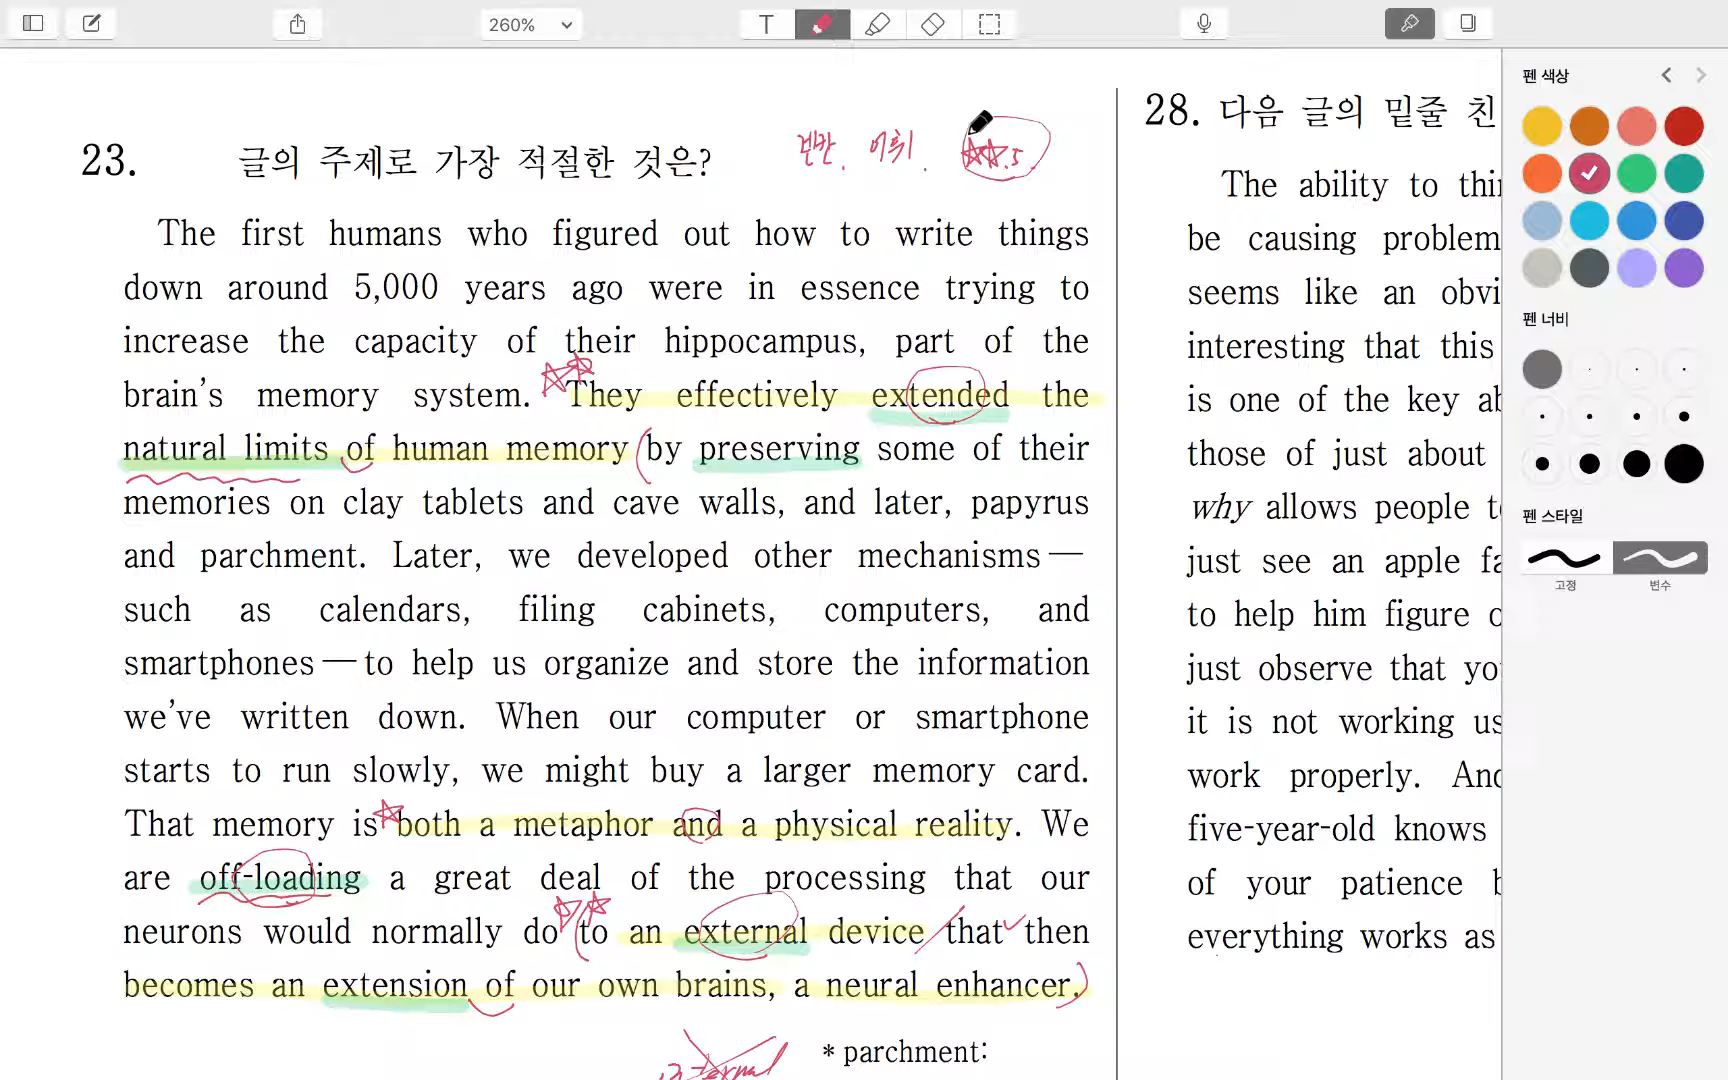 260%
T
펜 색상
펜 너비
펜 스타일
고정
변수
23. 글의 주제로 가장 적절한 것은?
어휘
The first humans who figured out how to write things
down around 5,000 years ago were in essence trying to
increase the capacity of their hippocampus, part of the
brain's memory system. They effectively extended the
natural limits of human memory (by preserving some of their
memories on clay tablets and cave walls, and later, papyrus
and parchment. Later, we developed other mechanisms—
such as calendars, filing cabinets, computers, and
smartphones—to help us organize and store the information
we've written down. When our computer or smartphone
starts to run slowly, we might buy a larger memory card.
That memory is both a metaphor and a physical reality. We
are off-loading a great deal of the processing that our
neurons would normally do (to an external device / that then
becomes an extension of our own brains, a neural enhancer.)
* parchment:
28. 다음 글의 밑줄 친
The ability to thi
be causing problem
seems like an obvi
interesting that this
is one of the key ab
those of just about
why allows people t
just see an apple fa
to help him figure o
just observe that yo
it is not working us
work properly. And
five-year-old knows
of your patience b
everything works as